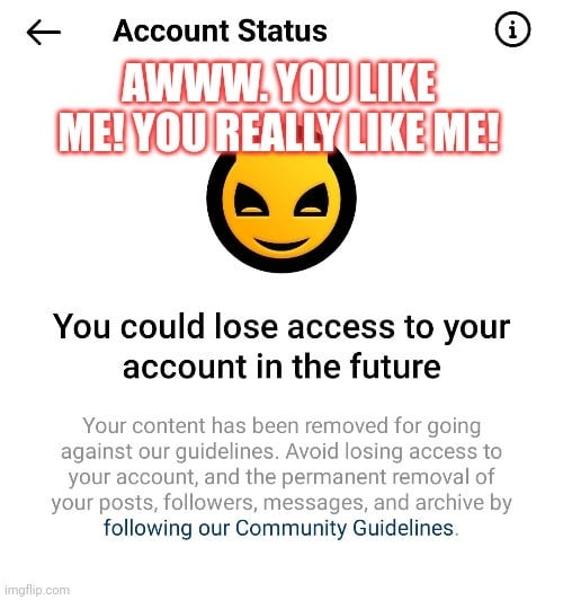 Account Status
AWWW. YOU LIKE
ME! YOU REALLY LIKE ME!
You could lose access to your
account in the future
Your content has been removed for going
against our guidelines. Avoid losing access to
your account, and the permanent removal of
your posts, followers, messages, and archive by
following our Community Guidelines.
imgflip.com